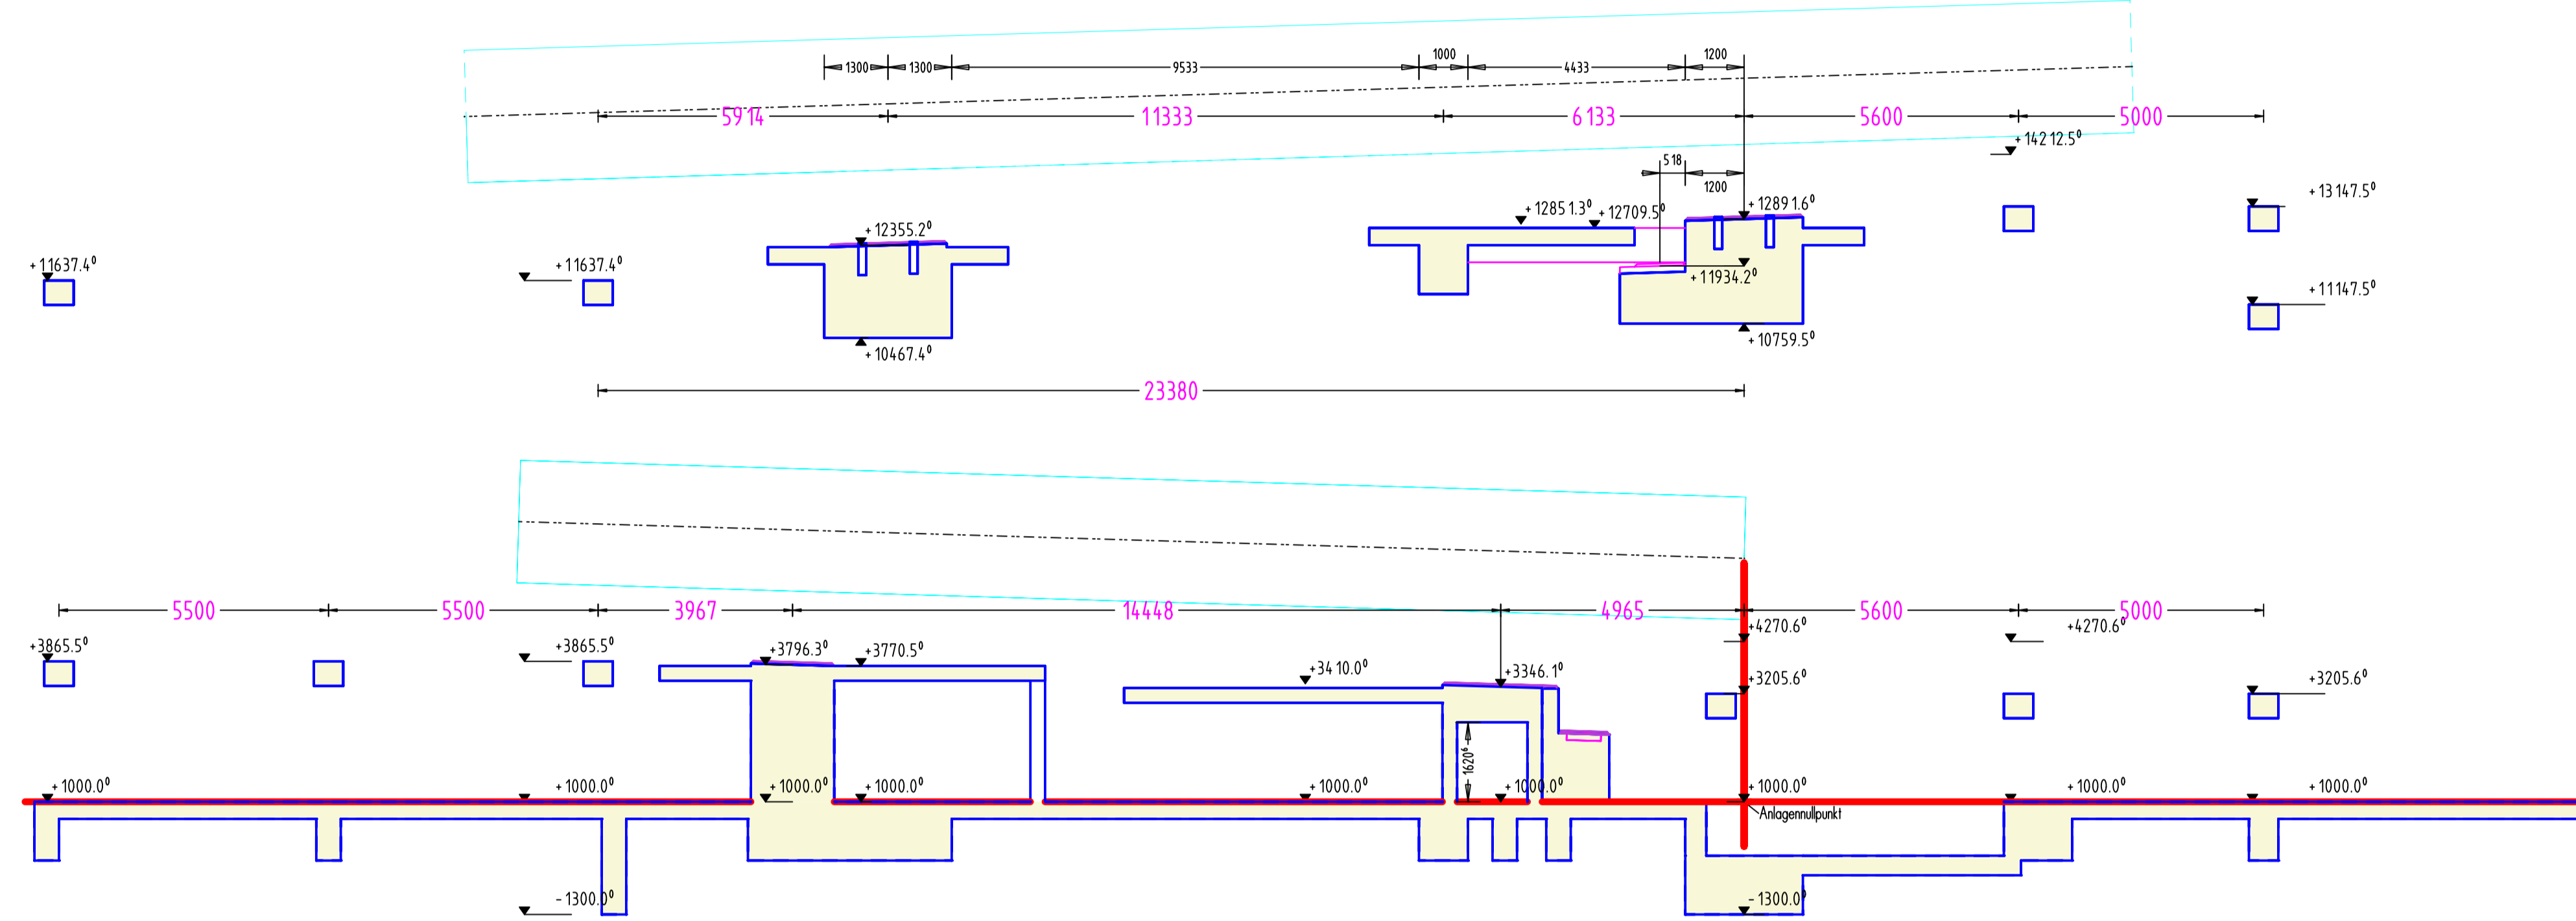 1300 1300 9533 1000 4433 1200
5914 11333 6133 5600 5000
+14212.5⁰
518
1200
+13147.5⁰
+12851.3⁰ +12709.5⁰ +12891.6⁰
+12355.2⁰
+11637.4⁰ +11637.4⁰
+11934.2⁰
+11147.5⁰
+10467.4⁰ +10759.5⁰
23380
5500 5500 3967 14448 4965 5600 5000
+4270.6⁰ +4270.6⁰
+3865.5⁰ +3865.5⁰ +3796.3⁰ +3770.5⁰
+3410.0⁰ +3346.1⁰ +3205.6⁰ +3205.6⁰
1620⁶
+1000.0⁰ +1000.0⁰ +1000.0⁰ +1000.0⁰ +1000.0⁰ +1000.0⁰ +1000.0⁰ +1000.0⁰ +1000.0⁰
Anlagennullpunkt
-1300.0⁰ -1300.0⁰